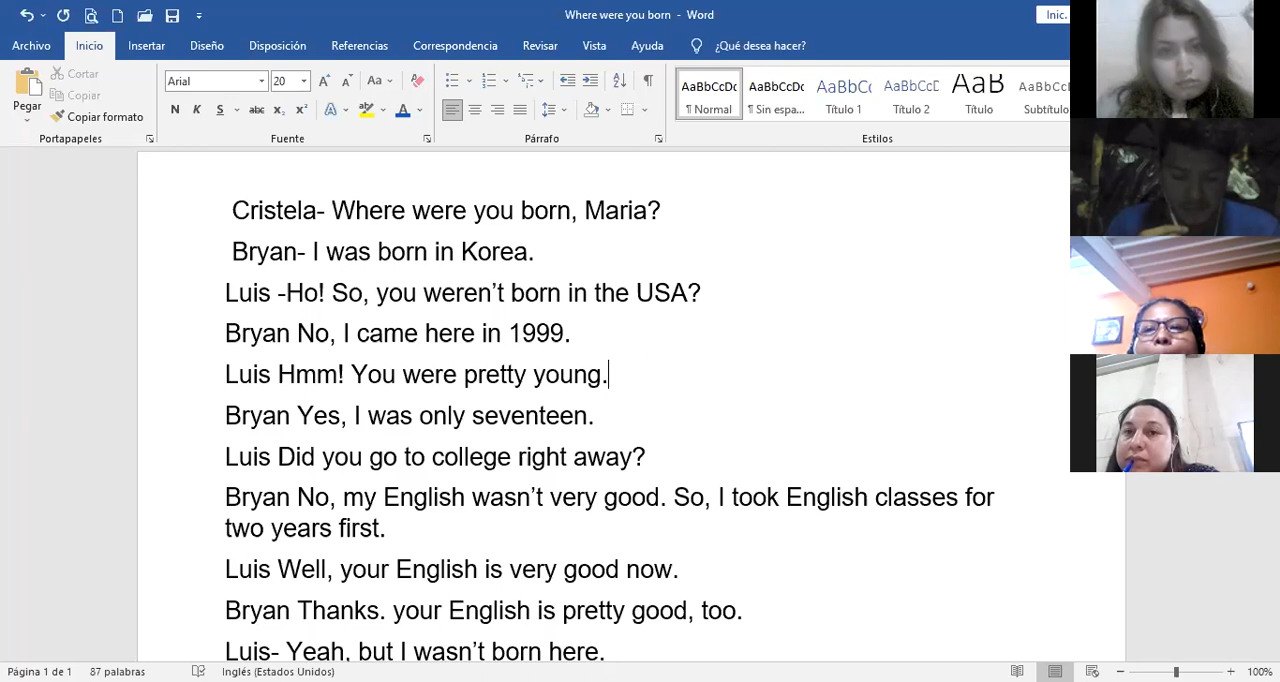 Where were you born - Word
Inic.
Archivo Inicio Insertar Diseño Disposición Referencias Correspondencia Revisar Vista Ayuda ¿Qué desea hacer?
Pegar
Cortar
Copiar
Copiar formato
Portapapeles
Arial 20
Aa
N K S abc x₂ x²
Fuente
Párrafo
AaBbCcDc AaBbCcDc AaBbC AaBbCcD AaB AaBbCcD
¶ Normal ¶ Sin espa... Título 1 Título 2 Título Subtítulo
Estilos
Cristela- Where were you born, Maria?
Bryan- I was born in Korea.
Luis -Ho! So, you weren’t born in the USA?
Bryan No, I came here in 1999.
Luis Hmm! You were pretty young.
Bryan Yes, I was only seventeen.
Luis Did you go to college right away?
Bryan No, my English wasn’t very good. So, I took English classes for
two years first.
Luis Well, your English is very good now.
Bryan Thanks. your English is pretty good, too.
Luis- Yeah, but I wasn’t born here.
Página 1 de 1 87 palabras Inglés (Estados Unidos) 100%